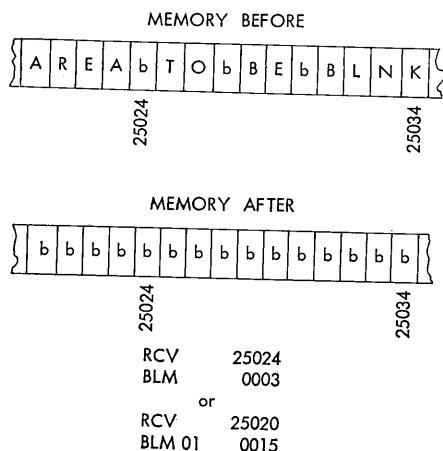 MEMORY BEFORE
A R E A b T O b B E b B L N K
25024 25034
MEMORY AFTER
b b b b b b b b b b b b b b b
25024 25034
RCV 25024
BLM 0003
or
RCV 25020
BLM 01 0015